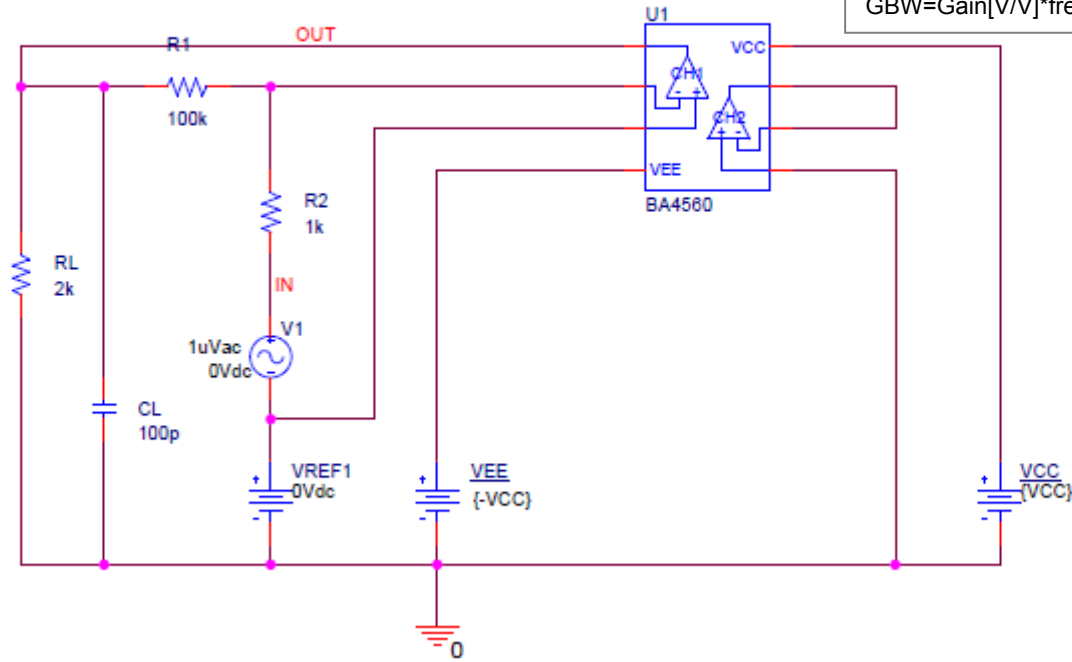 GBW=Gain[V/V]*fre
U1
OUT
R1
100k
VCC
CH1
- +
CH2
+ -
VEE
BA4560
R2
1k
RL
2k
IN
V1
1uVac
0Vdc
+
-
CL
100p
VREF1
0Vdc
+
-
VEE
{-VCC}
+
-
VCC
{VCC}
+
-
0